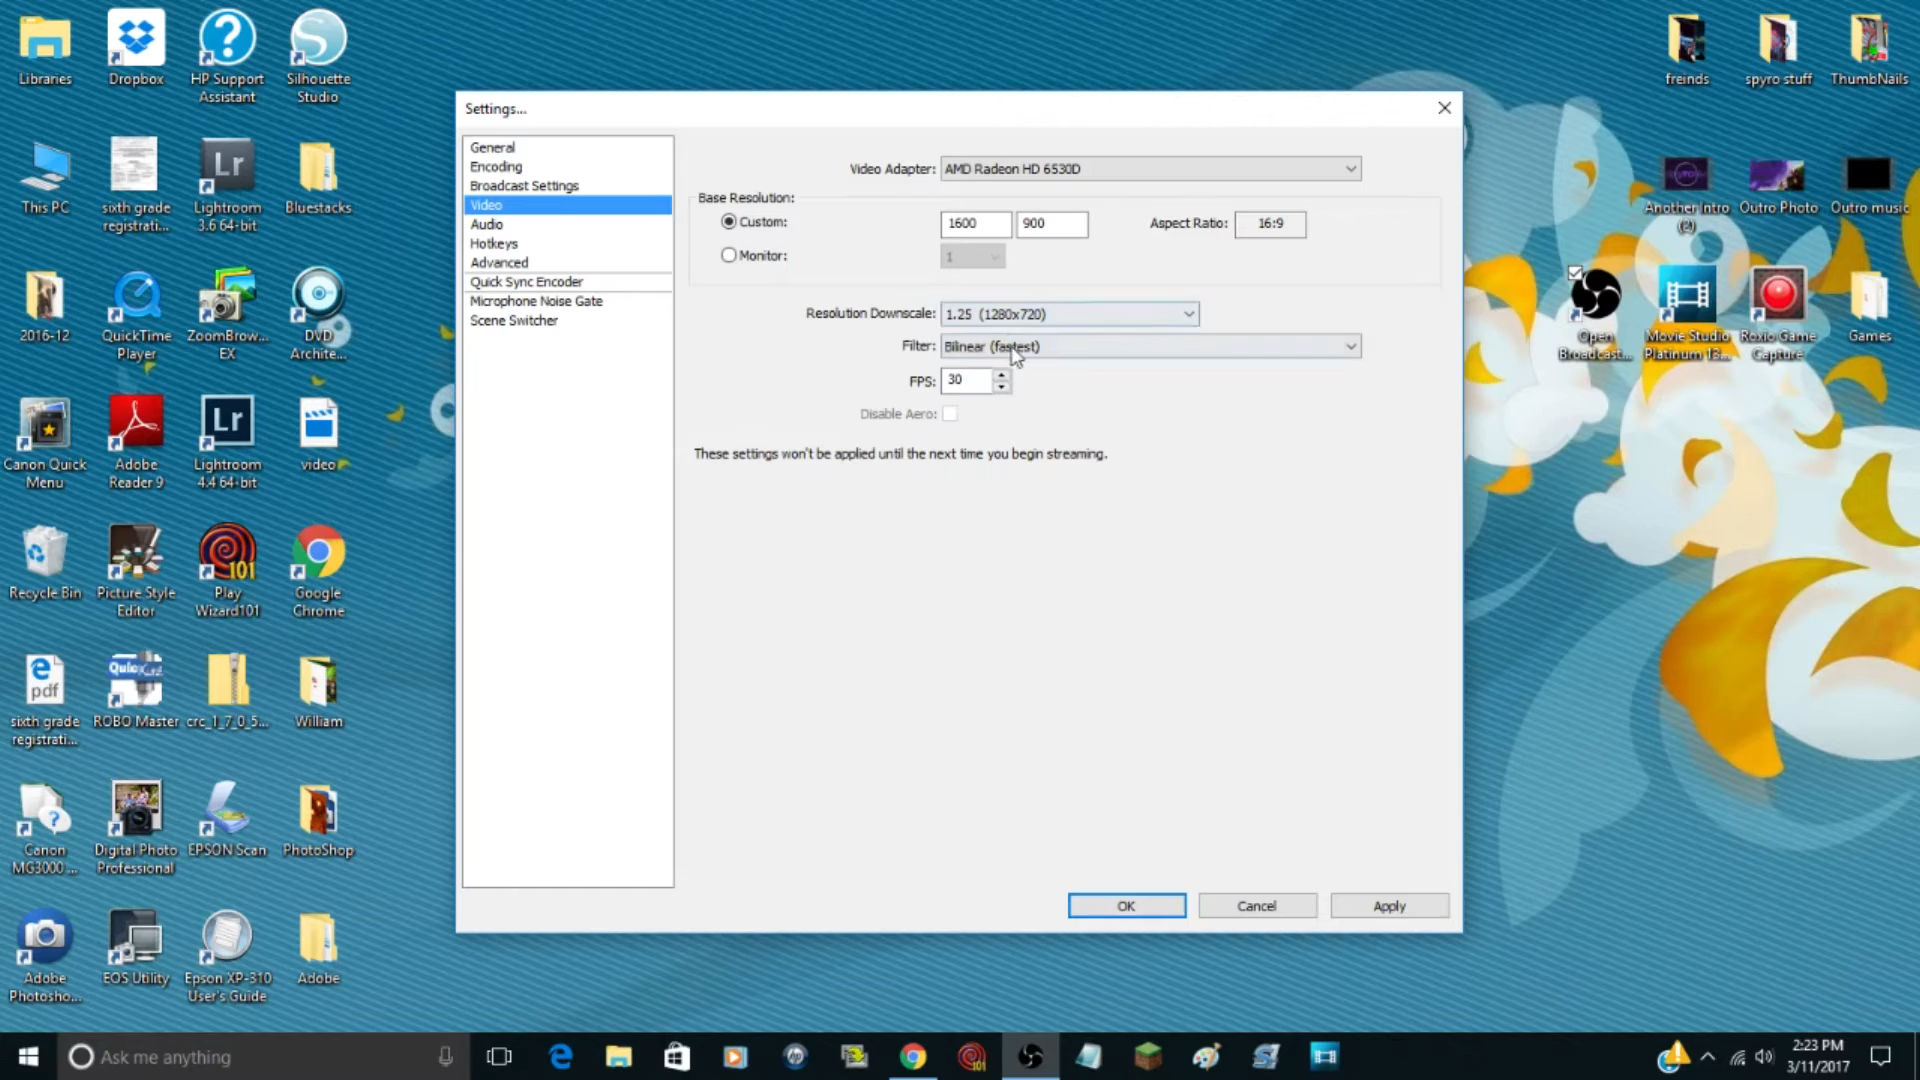 Libraries
Dropbox
HP Support
Assistant
Silhouette
Studio
freinds
spyro stuff
ThumbNails
This PC
sixth grade
registrati...
Lightroom
3.6 64-bit
Bluestacks
Another Intro
(2)
Outro Photo
Outro music
2016-12
QuickTime
Player
ZoomBrow...
EX
DVD
Archite...
Open
Broadcast...
Movie Studio
Platinum 13...
Roxio Game
Capture
Games
Canon Quick
Menu
Adobe
Reader 9
Lr
Lightroom
4.4 64-bit
Lr
video
Recycle Bin
Picture Style
Editor
101
Play
Wizard101
Google
Chrome
pdf
sixth grade
registrati...
ROBO Master
crc_1_7_0_5...
William
Canon
MG3000 ...
Digital Photo
Professional
EPSON Scan
PhotoShop
Adobe
Photosho...
EOS Utility
Epson XP-310
User's Guide
Adobe
Settings...
General
Encoding
Broadcast Settings
Video
Audio
Hotkeys
Advanced
Quick Sync Encoder
Microphone Noise Gate
Scene Switcher
Video Adapter: AMD Radeon HD 6530D
Base Resolution:
Custom: 1600 900 Aspect Ratio: 16:9
Monitor: 1
Resolution Downscale: 1.25 (1280x720)
Filter: Bilinear (fastest)
FPS: 30
Disable Aero:
These settings won't be applied until the next time you begin streaming.
OK Cancel Apply
Ask me anything
101
2:23 PM
3/11/2017